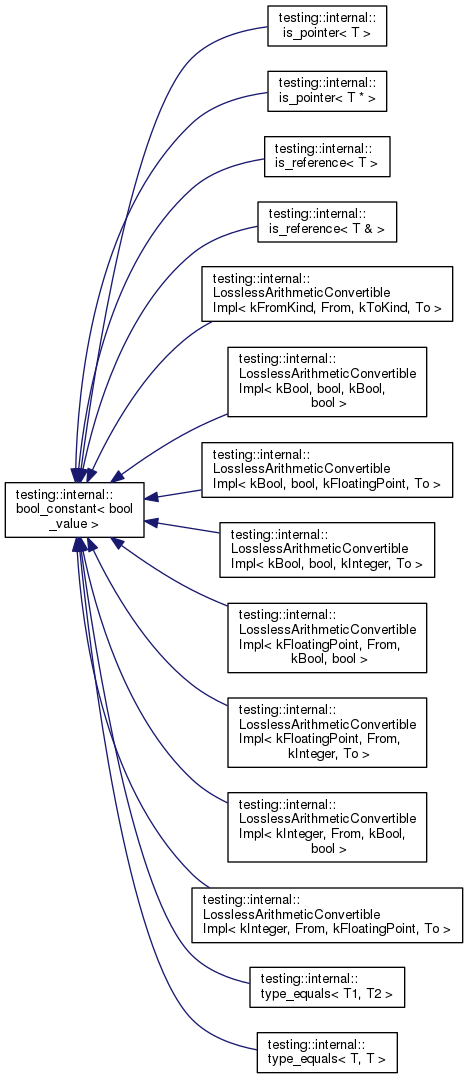 testing::internal::
is_pointer< T >
testing::internal::
is_pointer< T * >
testing::internal::
is_reference< T >
testing::internal::
is_reference< T & >
testing::internal::
LosslessArithmeticConvertible
Impl< kFromKind, From, kToKind, To >
testing::internal::
LosslessArithmeticConvertible
Impl< kBool, bool, kBool,
bool >
testing::internal::
LosslessArithmeticConvertible
Impl< kBool, bool, kFloatingPoint, To >
testing::internal::
bool_constant< bool
_value >
testing::internal::
LosslessArithmeticConvertible
Impl< kBool, bool, kInteger, To >
testing::internal::
LosslessArithmeticConvertible
Impl< kFloatingPoint, From,
kBool, bool >
testing::internal::
LosslessArithmeticConvertible
Impl< kFloatingPoint, From,
kInteger, To >
testing::internal::
LosslessArithmeticConvertible
Impl< kInteger, From, kBool,
bool >
testing::internal::
LosslessArithmeticConvertible
Impl< kInteger, From, kFloatingPoint, To >
testing::internal::
type_equals< T1, T2 >
testing::internal::
type_equals< T, T >